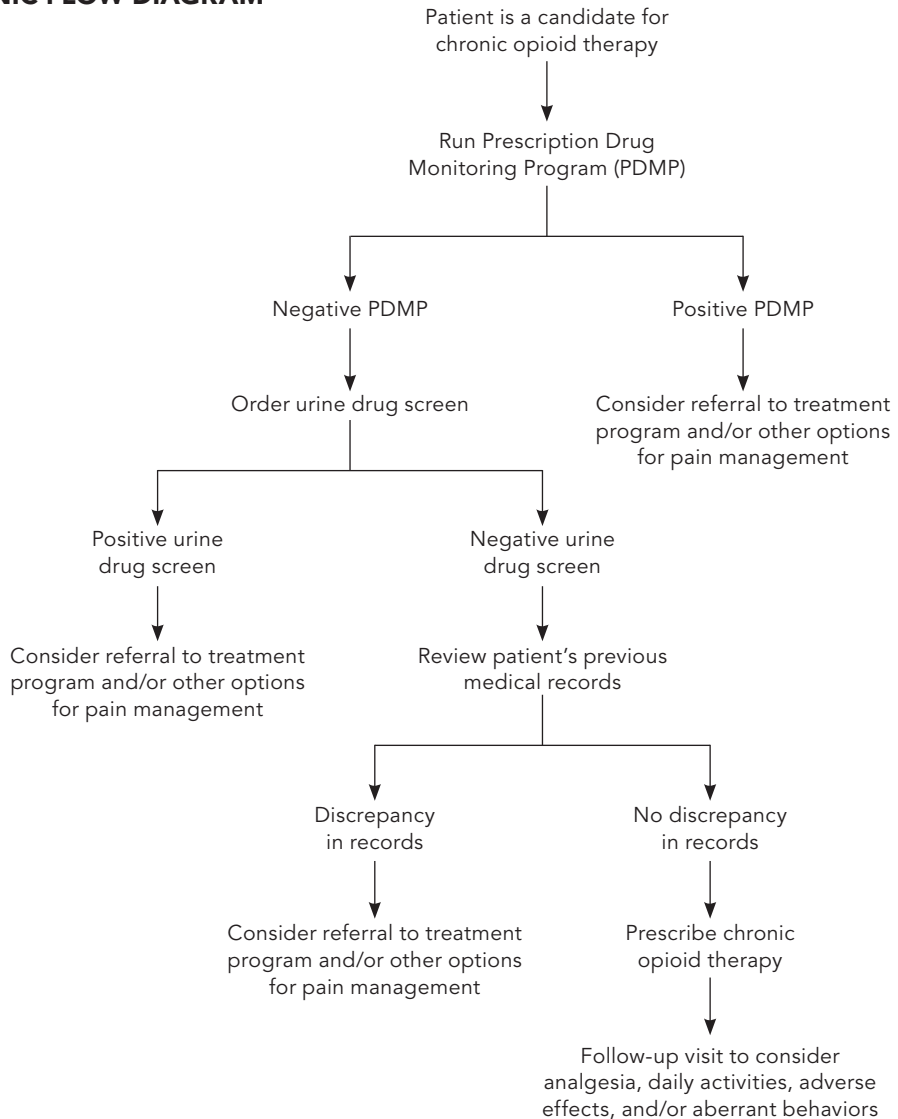 Patient is a candidate for
chronic opioid therapy
Run Prescription Drug
Monitoring Program (PDMP)
Negative PDMP
Positive PDMP
Order urine drug screen
Consider referral to treatment
program and/or other options
for pain management
Positive urine
drug screen
Negative urine
drug screen
Consider referral to treatment
program and/or other options
for pain management
Review patient's previous
medical records
Discrepancy
in records
No discrepancy
in records
Consider referral to treatment
program and/or other options
for pain management
Prescribe chronic
opioid therapy
Follow-up visit to consider
analgesia, daily activities, adverse
effects, and/or aberrant behaviors